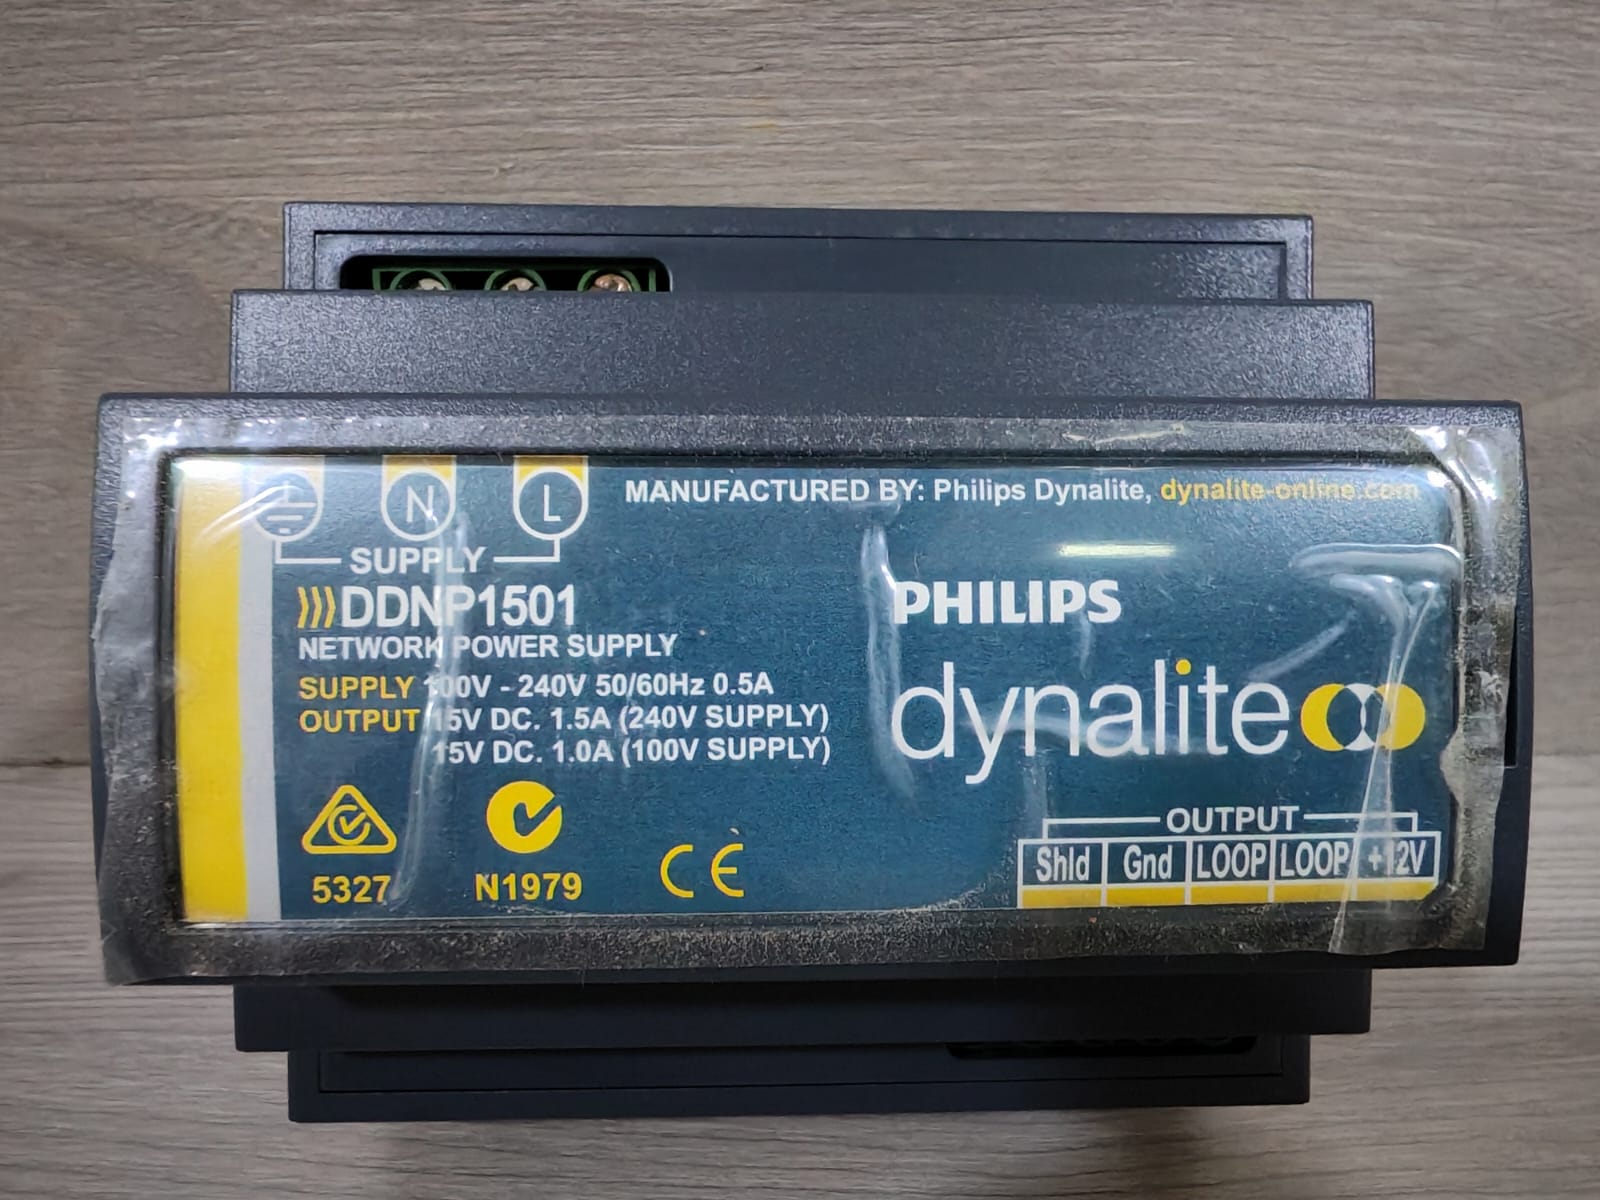 N L
MANUFACTURED BY: Philips Dynalite, dynalite-online.com
SUPPLY
DDNP1501
NETWORK POWER SUPPLY
SUPPLY 100V - 240V 50/60Hz 0.5A
OUTPUT 15V DC. 1.5A (240V SUPPLY)
15V DC. 1.0A (100V SUPPLY)
PHILIPS
dynalite
5327
N1979
CE
OUTPUT
Shld Gnd LOOP LOOP +12V